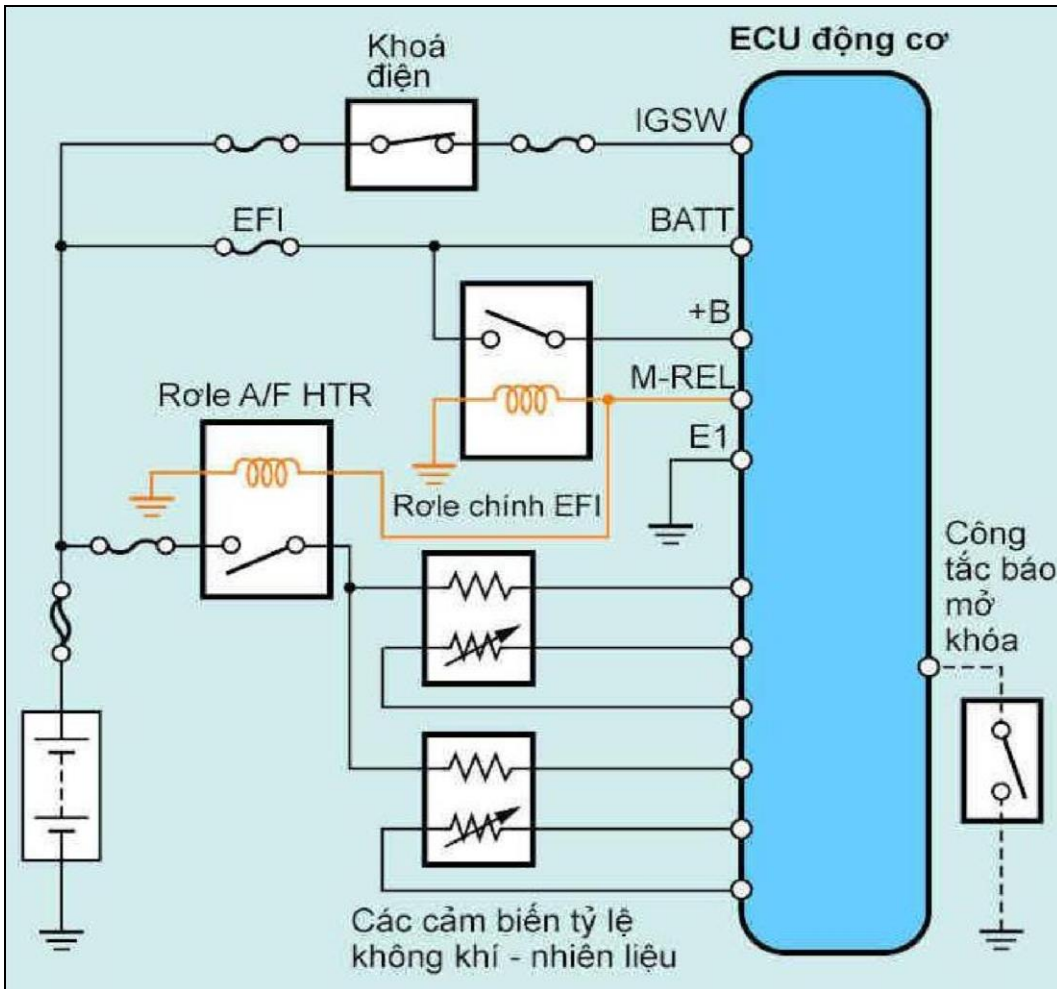 ECU động cơ
Khoá
điện
IGSW
EFI
BATT
+B
M-REL
Rơle A/F HTR
E1
Rơle chính EFI
Công
tắc báo
mở
khóa
Các cảm biến tỷ lệ
không khí - nhiên liệu